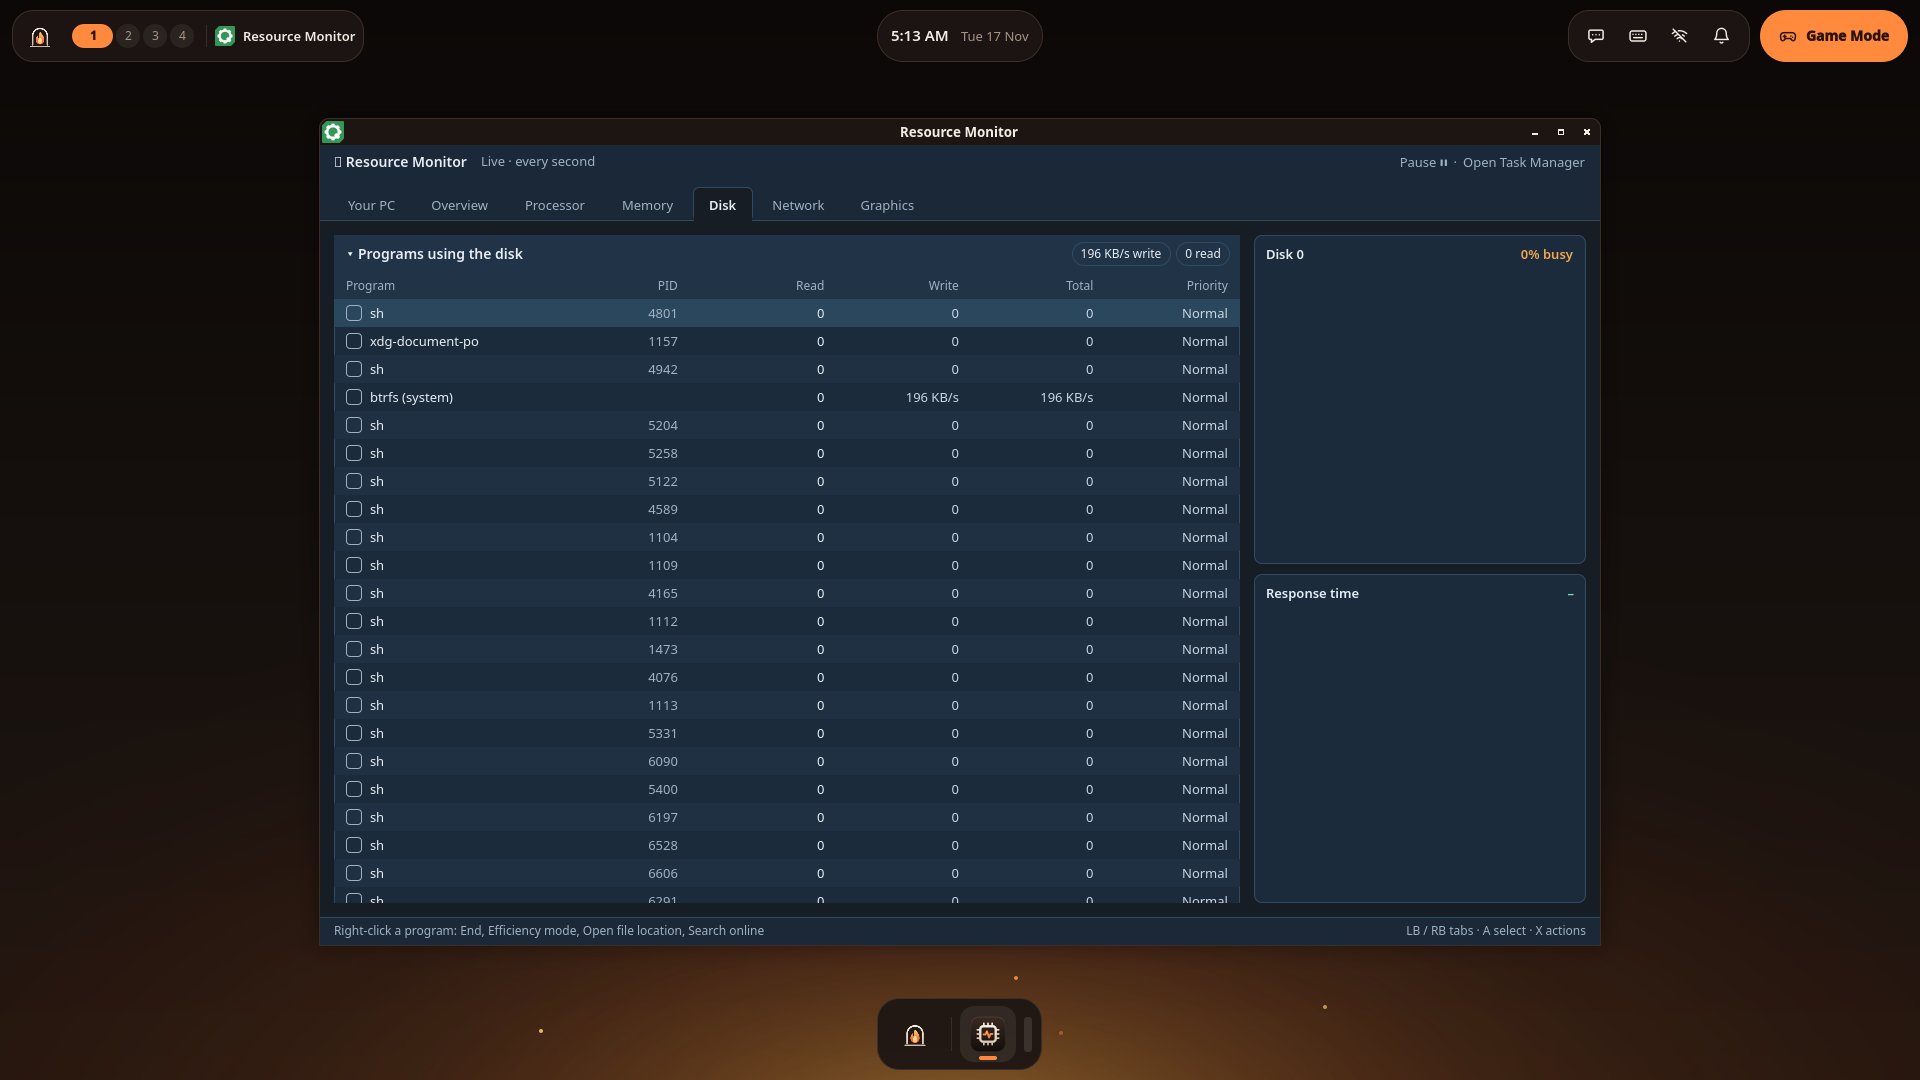 1 2 3 4 Resource Monitor
5:13 AM Tue 17 Nov
Game Mode
Resource Monitor
Resource Monitor Live · every second
Pause · Open Task Manager
Your PC Overview Processor Memory Disk Network Graphics
▾ Programs using the disk 196 KB/s write 0 read
Program PID Read Write Total Priority
sh 4801 0 0 0 Normal
xdg-document-po 1157 0 0 0 Normal
sh 4942 0 0 0 Normal
btrfs (system) 0 196 KB/s 196 KB/s Normal
sh 5204 0 0 0 Normal
sh 5258 0 0 0 Normal
sh 5122 0 0 0 Normal
sh 4589 0 0 0 Normal
sh 1104 0 0 0 Normal
sh 1109 0 0 0 Normal
sh 4165 0 0 0 Normal
sh 1112 0 0 0 Normal
sh 1473 0 0 0 Normal
sh 4076 0 0 0 Normal
sh 1113 0 0 0 Normal
sh 5331 0 0 0 Normal
sh 6090 0 0 0 Normal
sh 5400 0 0 0 Normal
sh 6197 0 0 0 Normal
sh 6528 0 0 0 Normal
sh 6606 0 0 0 Normal
sh 6291 0 0 0 Normal
Disk 0 0% busy
Response time –
Right-click a program: End, Efficiency mode, Open file location, Search online
LB / RB tabs · A select · X actions